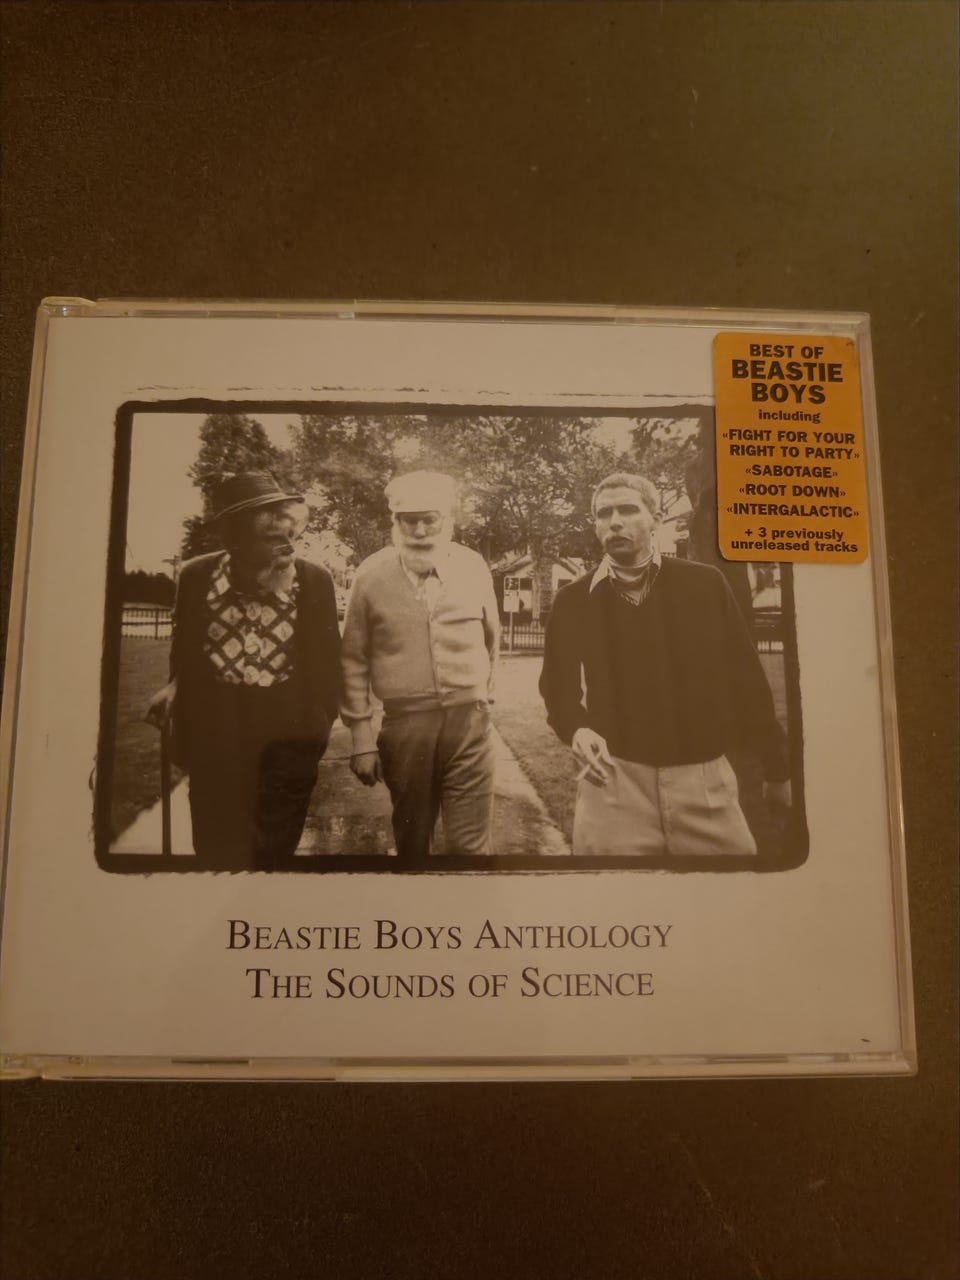 BEST OF
BEASTIE
BOYS
including
«FIGHT FOR YOUR
RIGHT TO PARTY»
«SABOTAGE»
«ROOT DOWN»
«INTERGALACTIC»
+ 3 previously
unreleased tracks
BEASTIE BOYS ANTHOLOGY
THE SOUNDS OF SCIENCE